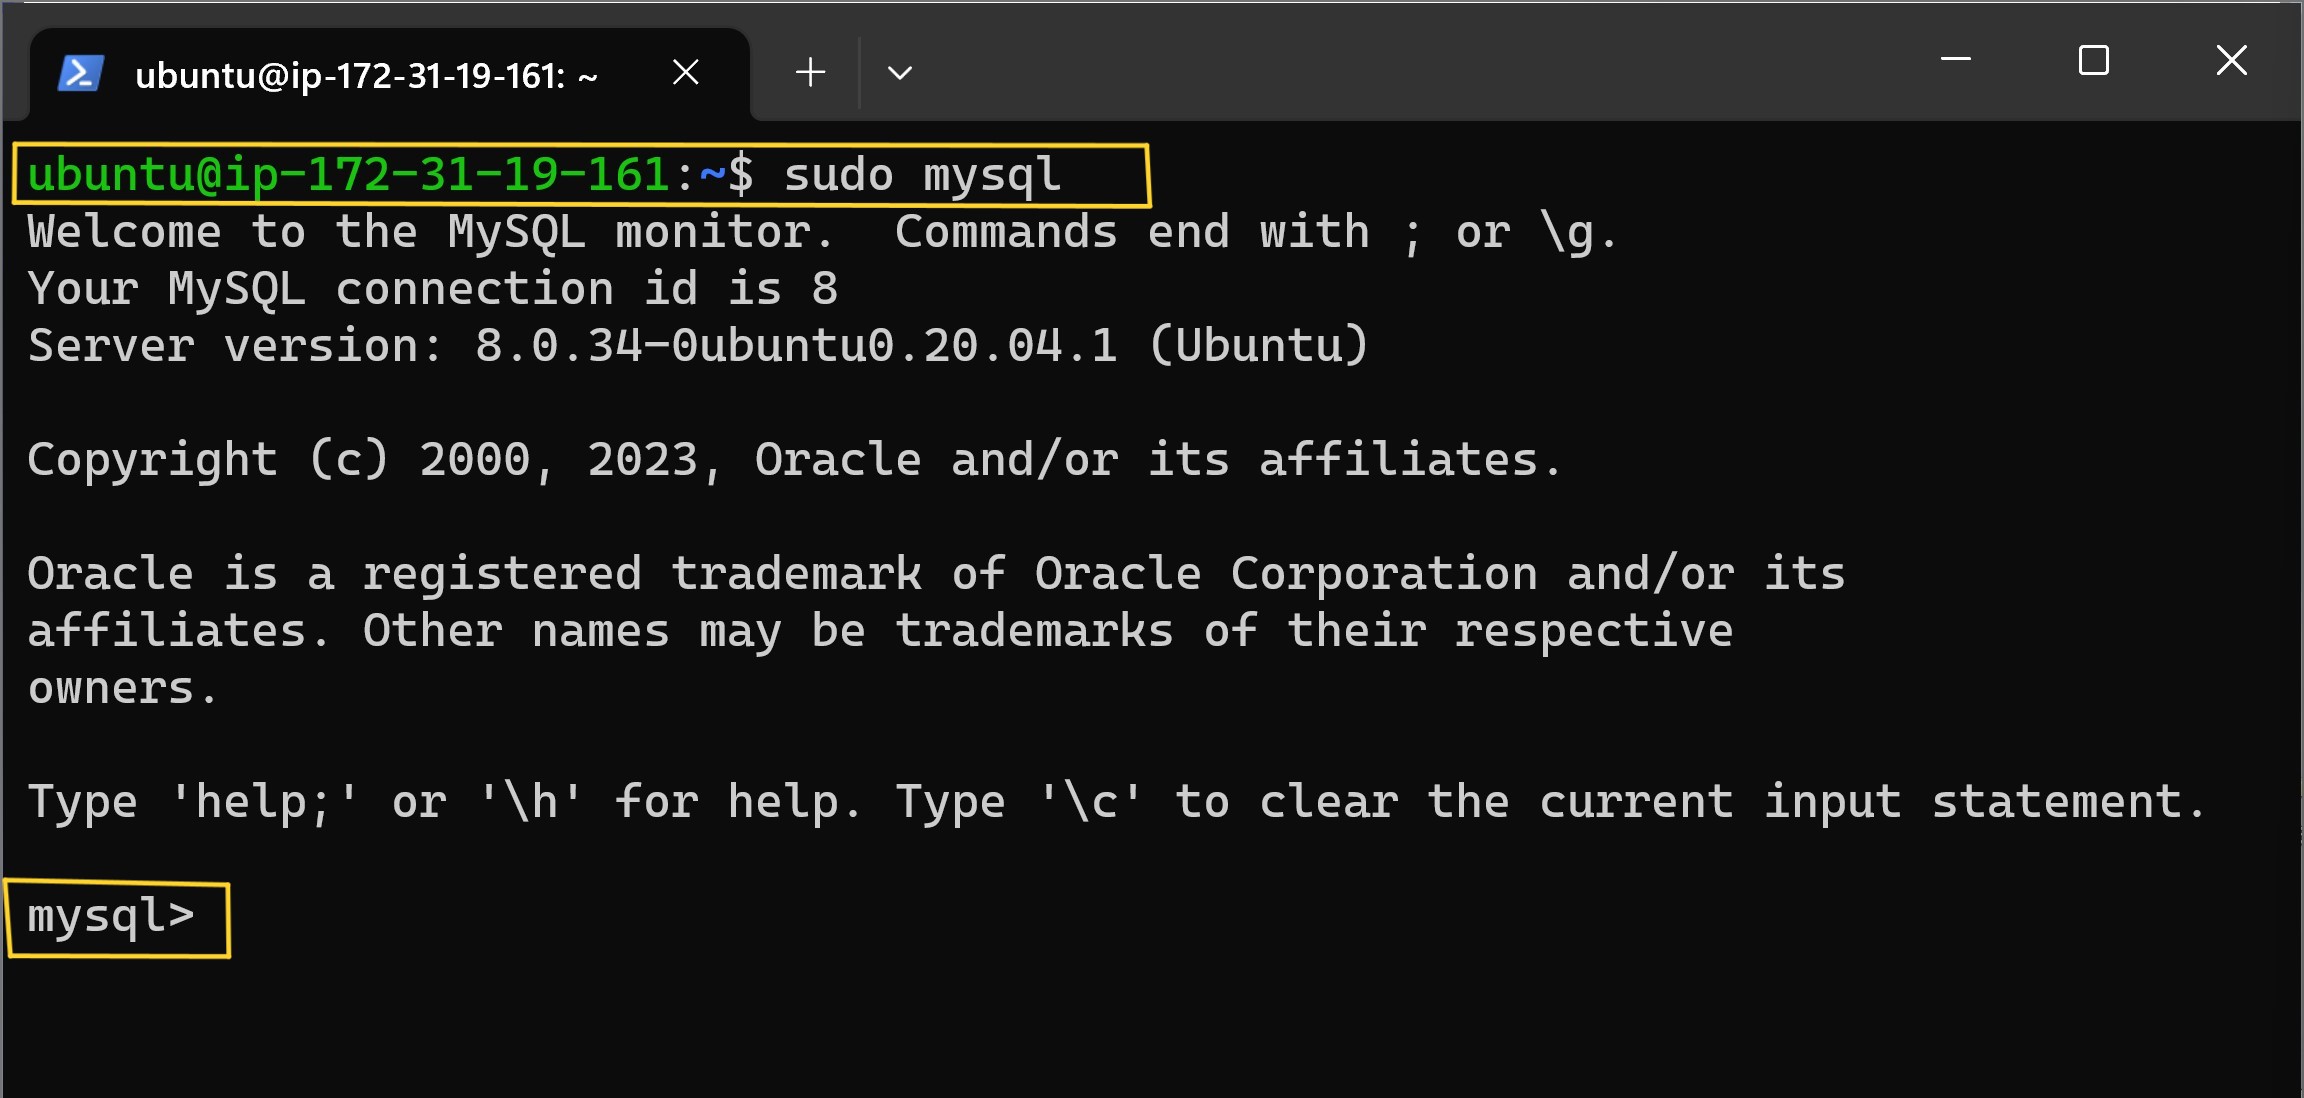 ubuntu@ip-172-31-19-161: ~
ubuntu@ip-172-31-19-161:~$ sudo mysql
Welcome to the MySQL monitor.  Commands end with ; or \g.
Your MySQL connection id is 8
Server version: 8.0.34-0ubuntu0.20.04.1 (Ubuntu)
Copyright (c) 2000, 2023, Oracle and/or its affiliates.
Oracle is a registered trademark of Oracle Corporation and/or its
affiliates. Other names may be trademarks of their respective
owners.
Type 'help;' or '\h' for help. Type '\c' to clear the current input statement.
mysql>